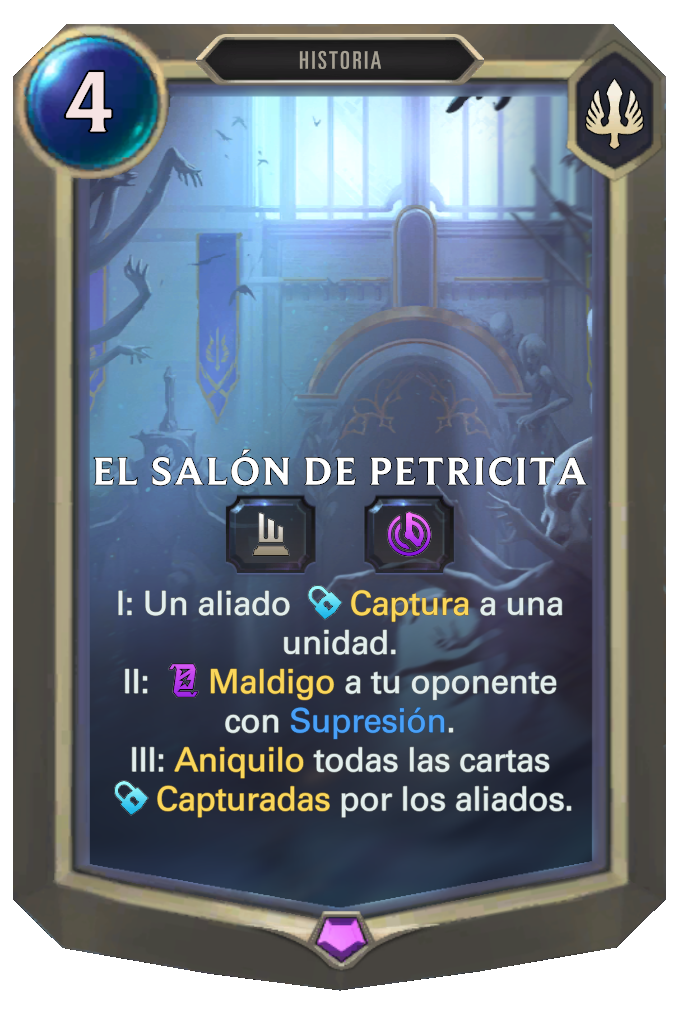 HISTORIA
4
EL SALÓN DE PETRICITA
I: Un aliado Captura a una
unidad.
II: Maldigo a tu oponente
con Supresión.
III: Aniquilo todas las cartas
Capturadas por los aliados.